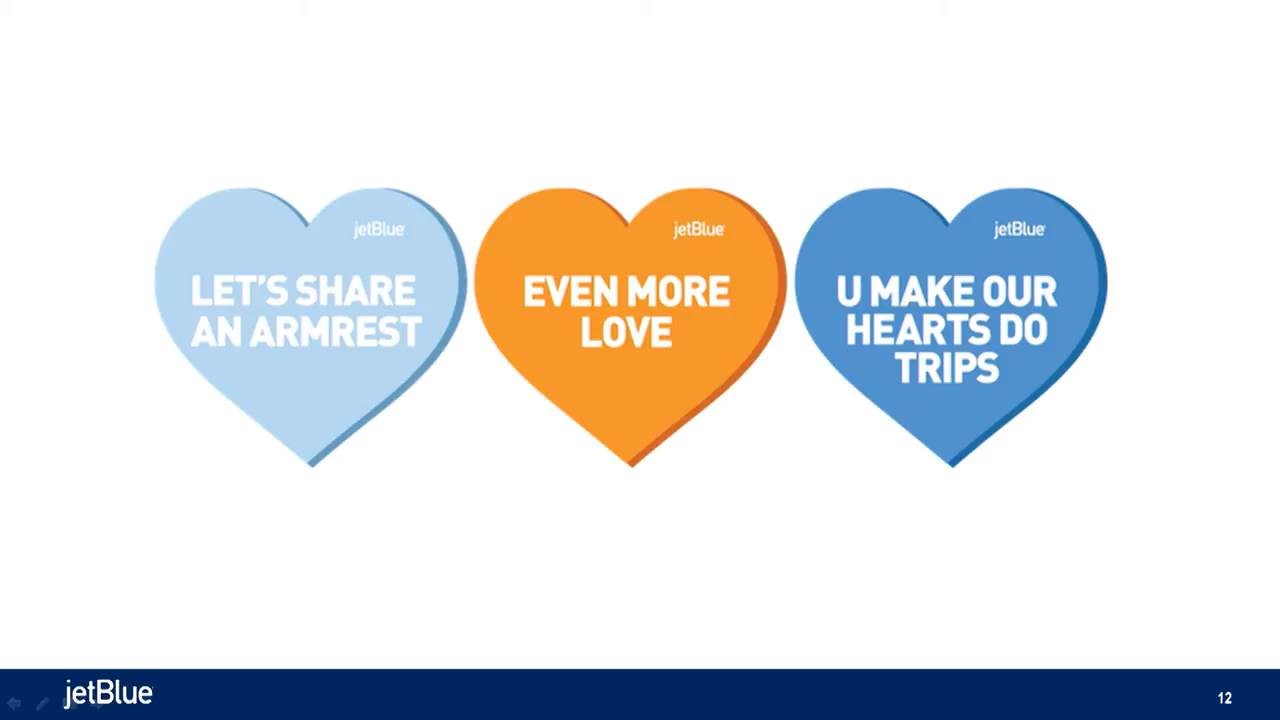 jetBlue
LET'S SHARE
AN ARMREST
jetBlue
EVEN MORE
LOVE
jetBlue
U MAKE OUR
HEARTS DO
TRIPS
jetBlue
12